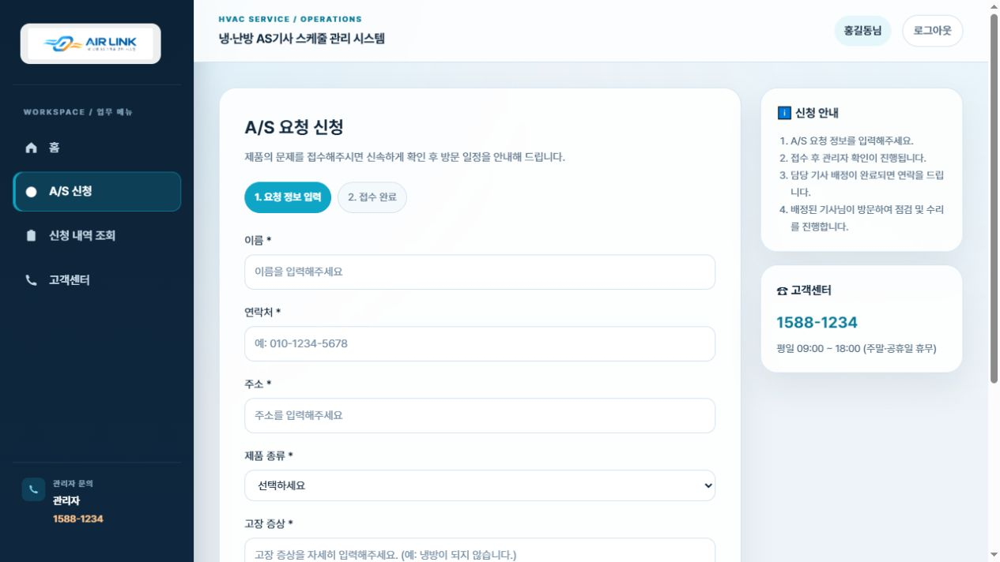 AIR LINK
WORKSPACE / 업무 메뉴
홈
A/S 신청
신청 내역 조회
고객센터
관리자 문의
관리자
1588-1234
HVAC SERVICE / OPERATIONS
냉·난방 AS기사 스케줄 관리 시스템
홍길동님
로그아웃
A/S 요청 신청
제품의 문제를 접수해주시면 신속하게 확인 후 방문 일정을 안내해 드립니다.
1. 요청 정보 입력
2. 접수 완료
이름 *
이름을 입력해주세요
연락처 *
예: 010-1234-5678
주소 *
주소를 입력해주세요
제품 종류 *
선택하세요
고장 증상 *
고장 증상을 자세히 입력해주세요. (예: 냉방이 되지 않습니다.)
i 신청 안내
1. A/S 요청 정보를 입력해주세요.
2. 접수 후 관리자 확인이 진행됩니다.
3. 담당 기사 배정이 완료되면 연락을 드립
니다.
4. 배정된 기사님이 방문하여 점검 및 수리
를 진행합니다.
☎ 고객센터
1588-1234
평일 09:00 ~ 18:00 (주말·공휴일 휴무)